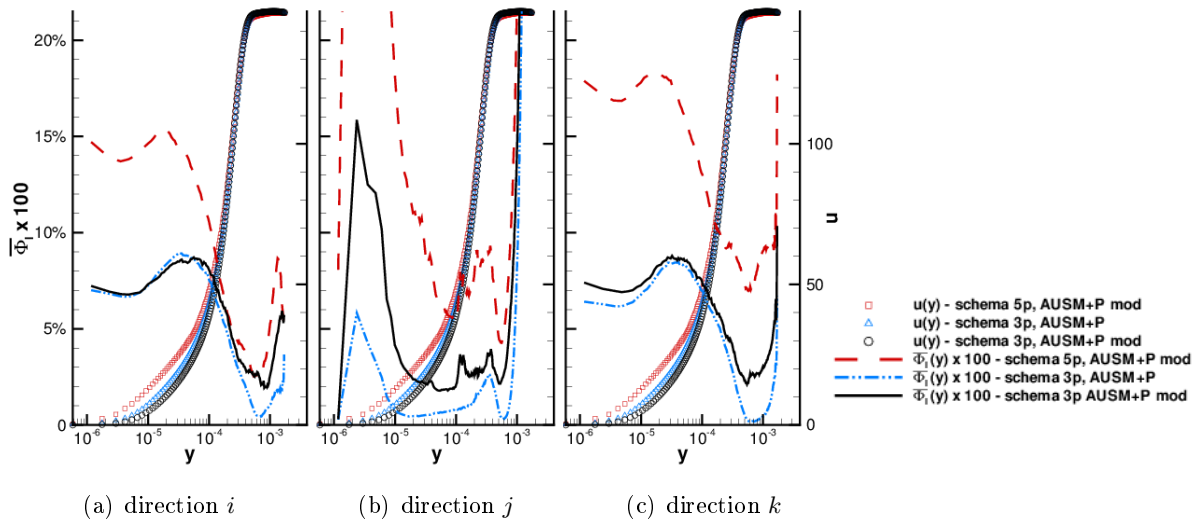 20%
15%
10%
5%
0
Φ̅ₗ x 100
10⁻⁶ 10⁻⁵ 10⁻⁴ 10⁻³
y
10⁻⁶ 10⁻⁵ 10⁻⁴ 10⁻³
y
10⁻⁶ 10⁻⁵ 10⁻⁴ 10⁻³
y
100
50
0
u
u(y) - schema 5p, AUSM+P mod
u(y) - schema 3p, AUSM+P
u(y) - schema 3p, AUSM+P mod
Φ̅ₗ(y) x 100 - schema 5p, AUSM+P mod
Φ̅ₗ(y) x 100 - schema 3p, AUSM+P
Φ̅ₗ(y) x 100 - schema 3p AUSM+P mod
(a) direction i
(b) direction j
(c) direction k